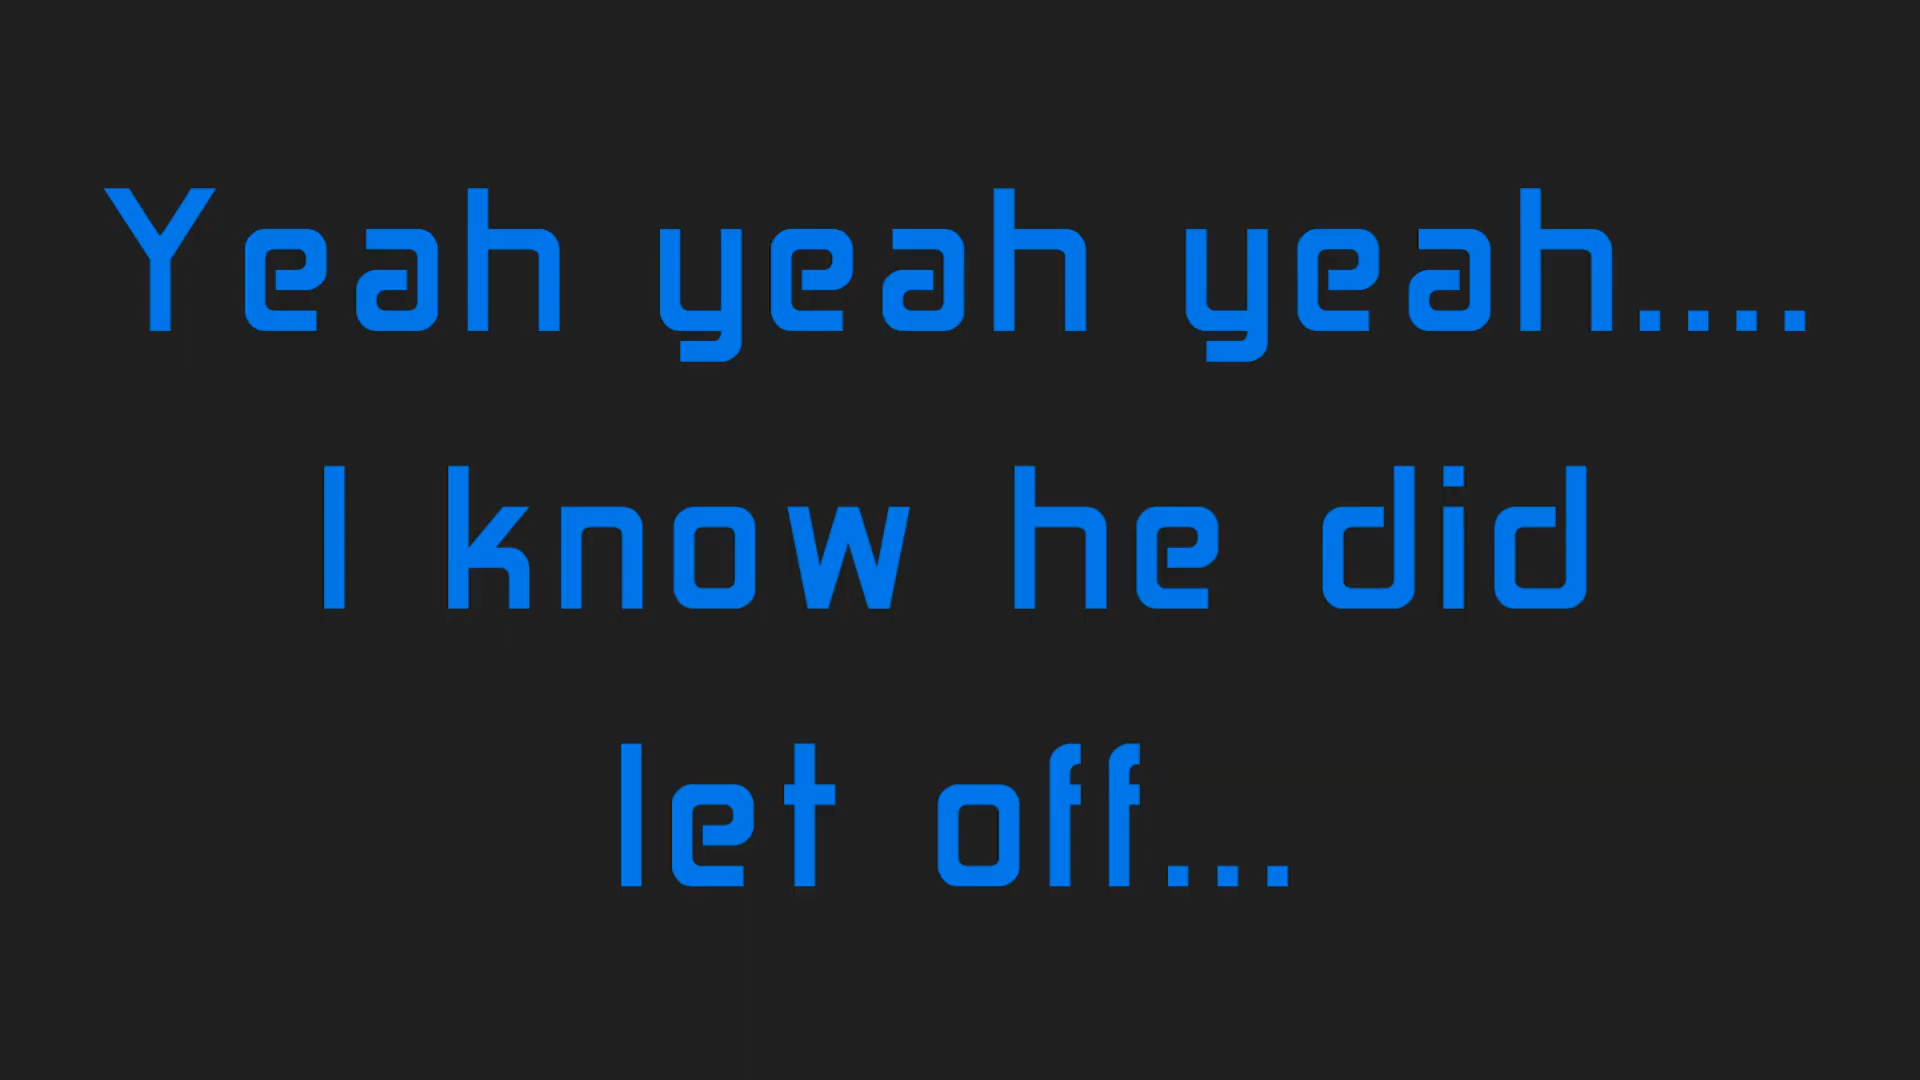 Yeah yeah yeah....
I know he did
let off...